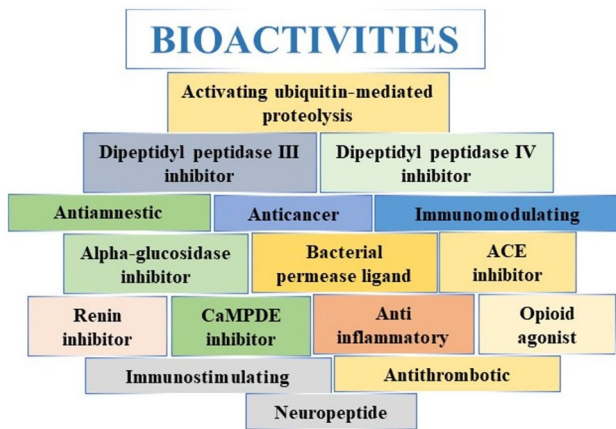 BIOACTIVITIES
Activating ubiquitin-mediated
proteolysis
Dipeptidyl peptidase III
inhibitor
Dipeptidyl peptidase IV
inhibitor
Antiamnestic
Anticancer
Immunomodulating
Alpha-glucosidase
inhibitor
Bacterial
permease ligand
ACE
inhibitor
Renin
inhibitor
CaMPDE
inhibitor
Anti
inflammatory
Opioid
agonist
Immunostimulating
Antithrombotic
Neuropeptide